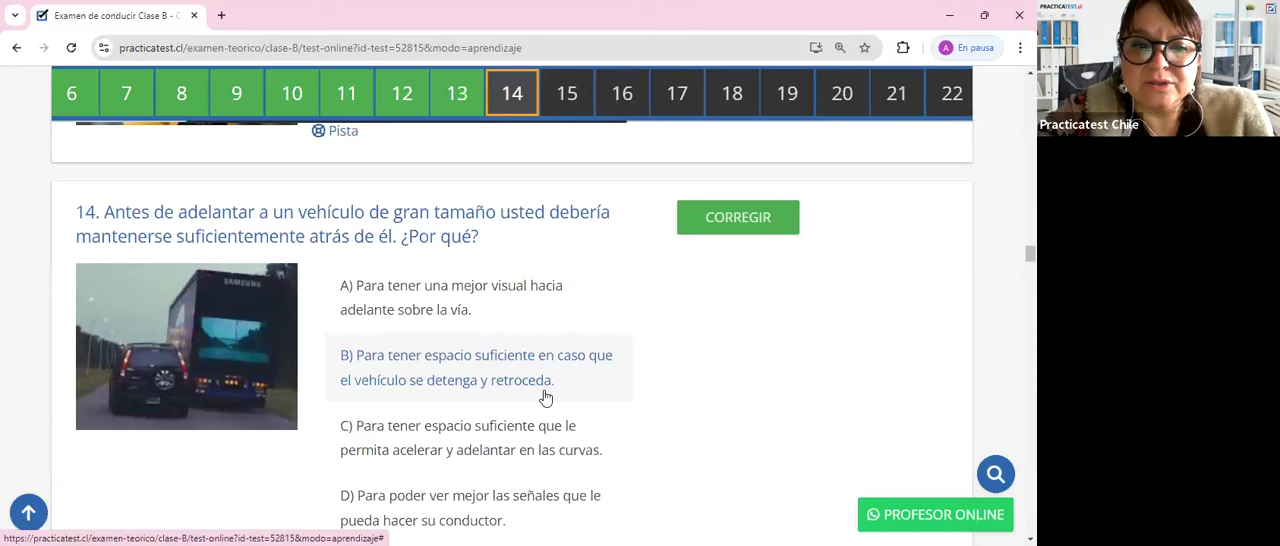 Examen de conducir Clase B - C
practicatest.cl/examen-teorico/clase-B/test-online?id-test=52815&modo=aprendizaje
A En pausa
PRACTICATEST.cl
Practicatest Chile
6 7 8 9 10 11 12 13 14 15 16 17 18 19 20 21 22
Pista
14. Antes de adelantar a un vehículo de gran tamaño usted debería
mantenerse suficientemente atrás de él. ¿Por qué?
CORREGIR
SAMSUNG
A) Para tener una mejor visual hacia
adelante sobre la vía.
B) Para tener espacio suficiente en caso que
el vehículo se detenga y retroceda.
C) Para tener espacio suficiente que le
permita acelerar y adelantar en las curvas.
D) Para poder ver mejor las señales que le
pueda hacer su conductor.
PROFESOR ONLINE
https://practicatest.cl/examen-teorico/clase-B/test-online?id-test=52815&modo=aprendizaje#